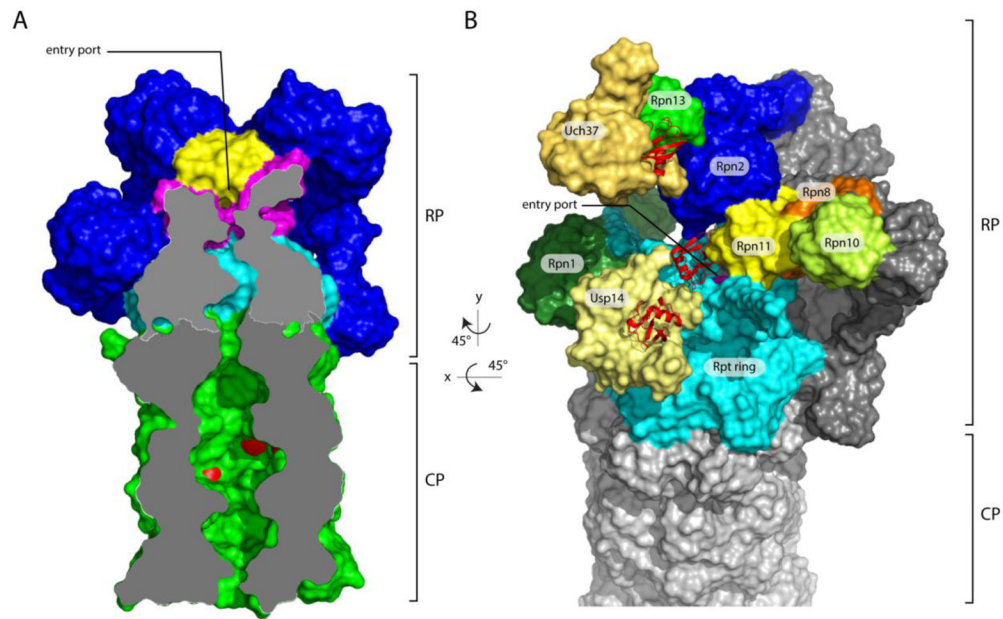 A
entry port
RP
CP
y
45°
x
45°
B
Rpn13
Uch37
Rpn2
entry port
Rpn8
Rpn11
Rpn10
Rpn1
Usp14
Rpt ring
RP
CP